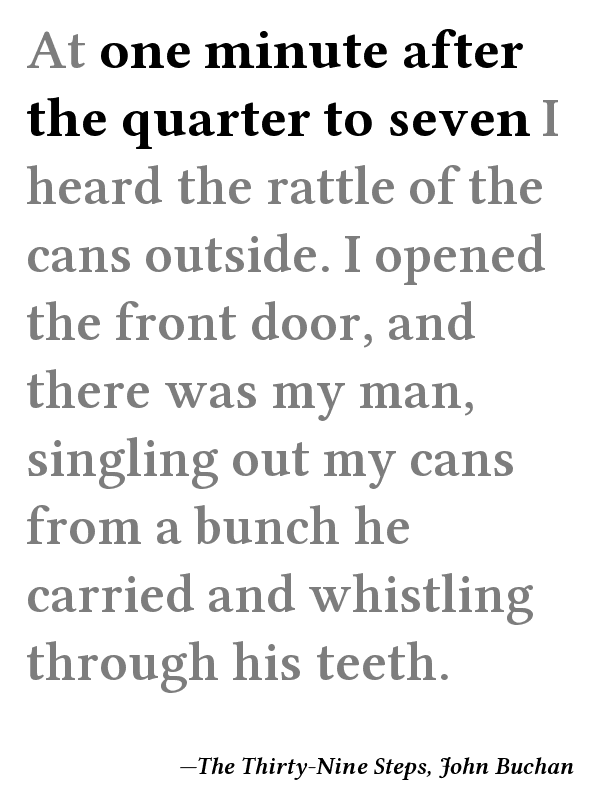 At one minute after
the quarter to seven I
heard the rattle of the
cans outside. I opened
the front door, and
there was my man,
singling out my cans
from a bunch he
carried and whistling
through his teeth.
—The Thirty-Nine Steps, John Buchan